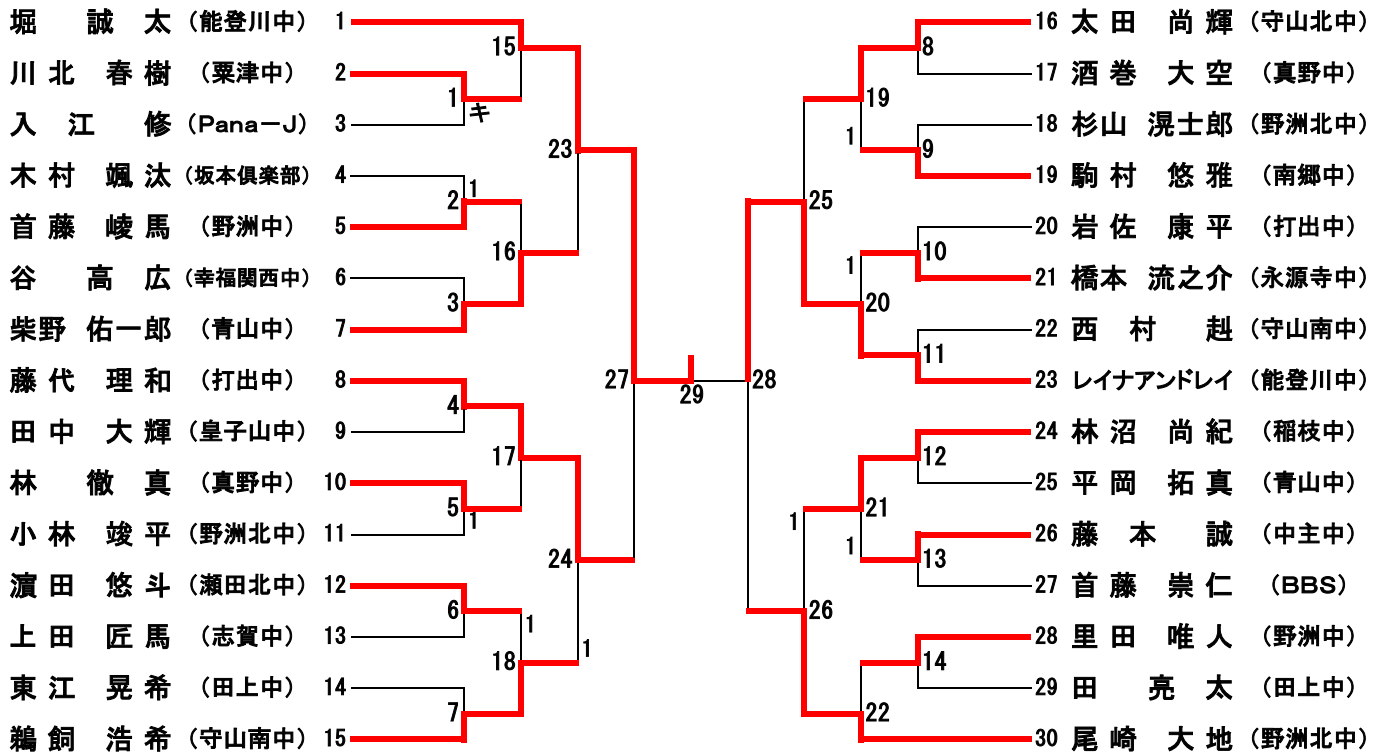 堀 誠 太 (能登川中) 1
川 北 春 樹 (粟津中) 2
入 江 修 (Pana-J) 3
木 村 颯 汰 (坂本倶楽部) 4
首 藤 崚 馬 (野洲中) 5
谷 高 広 (幸福関西中) 6
柴野 佑一郎 (青山中) 7
藤 代 理 和 (打出中) 8
田 中 大 輝 (皇子山中) 9
林 徹 真 (真野中) 10
小 林 竣 平 (野洲北中) 11
濵 田 悠 斗 (瀬田北中) 12
上 田 匠 馬 (志賀中) 13
東 江 晃 希 (田上中) 14
鵜 飼 浩 希 (守山南中) 15
15
1
キ
23
1
2
16
3
27
4
17
5
1
24
6
1
18
1
7
29
28
16 太 田 尚 輝 (守山北中)
17 酒 巻 大 空 (真野中)
18 杉山 滉士郎 (野洲北中)
19 駒 村 悠 雅 (南郷中)
20 岩 佐 康 平 (打出中)
21 橋本 流之介 (永源寺中)
22 西 村 赳 (守山南中)
23 レイナアンドレイ (能登川中)
24 林 沼 尚 紀 (稲枝中)
25 平 岡 拓 真 (青山中)
26 藤 本 誠 (中主中)
27 首 藤 崇 仁 (BBS)
28 里 田 唯 人 (野洲中)
29 田 亮 太 (田上中)
30 尾 崎 大 地 (野洲北中)
8
19
1
9
25
10
1
20
11
12
21
1
1
13
26
14
22